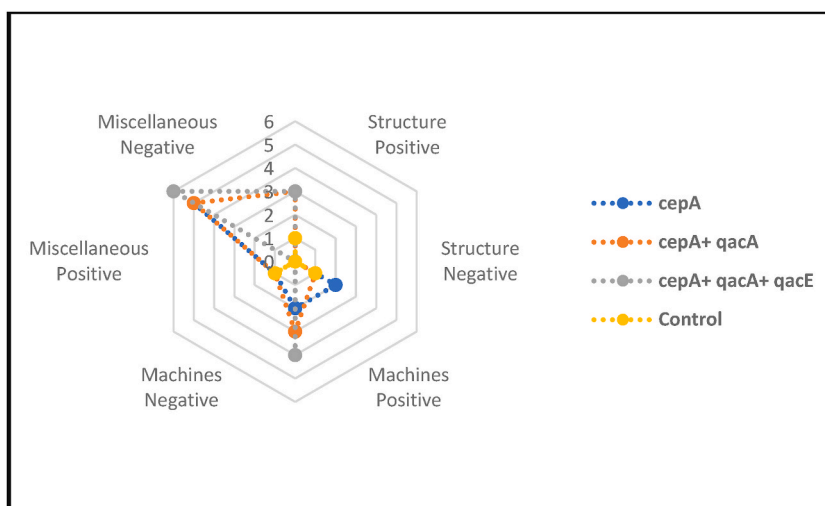 Miscellaneous
Negative
6
5
4
3
2
1
0
Structure
Positive
Miscellaneous
Positive
Structure
Negative
Machines
Negative
Machines
Positive
cepA
cepA+ qacA
cepA+ qacA+ qacE
Control